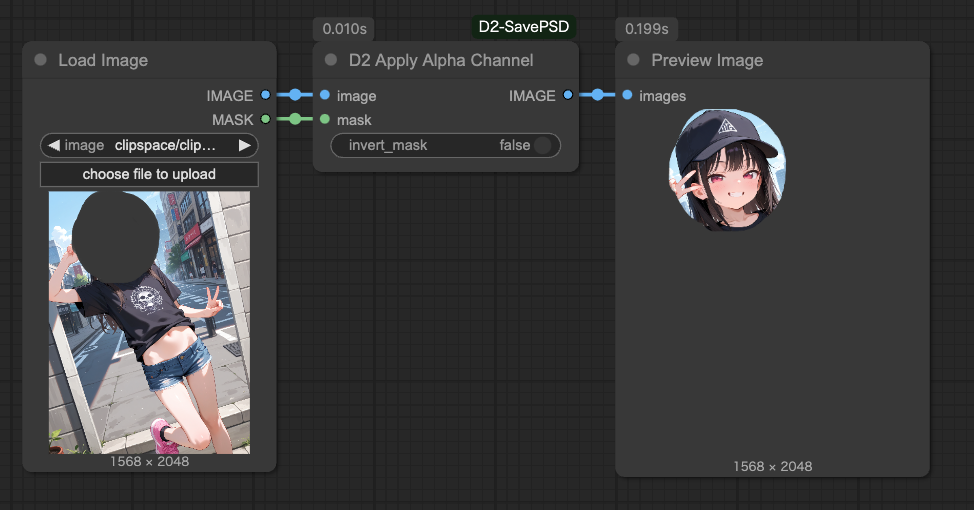 0.010s
D2-SavePSD
0.199s
Load Image
D2 Apply Alpha Channel
Preview Image
IMAGE
image
IMAGE
images
MASK
mask
image clipspace/clip...
invert_mask false
choose file to upload
1568 × 2048
1568 × 2048